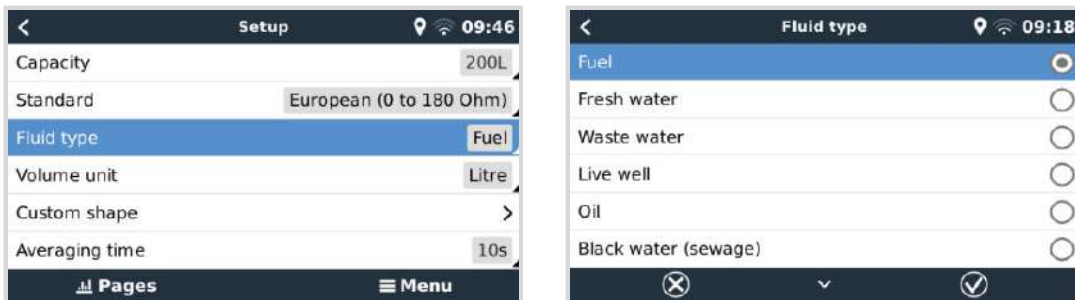 Setup 09:46
Capacity 200L
Standard European (0 to 180 Ohm)
Fluid type Fuel
Volume unit Litre
Custom shape
Averaging time 10s
Pages Menu
Fluid type 09:18
Fuel
Fresh water
Waste water
Live well
Oil
Black water (sewage)